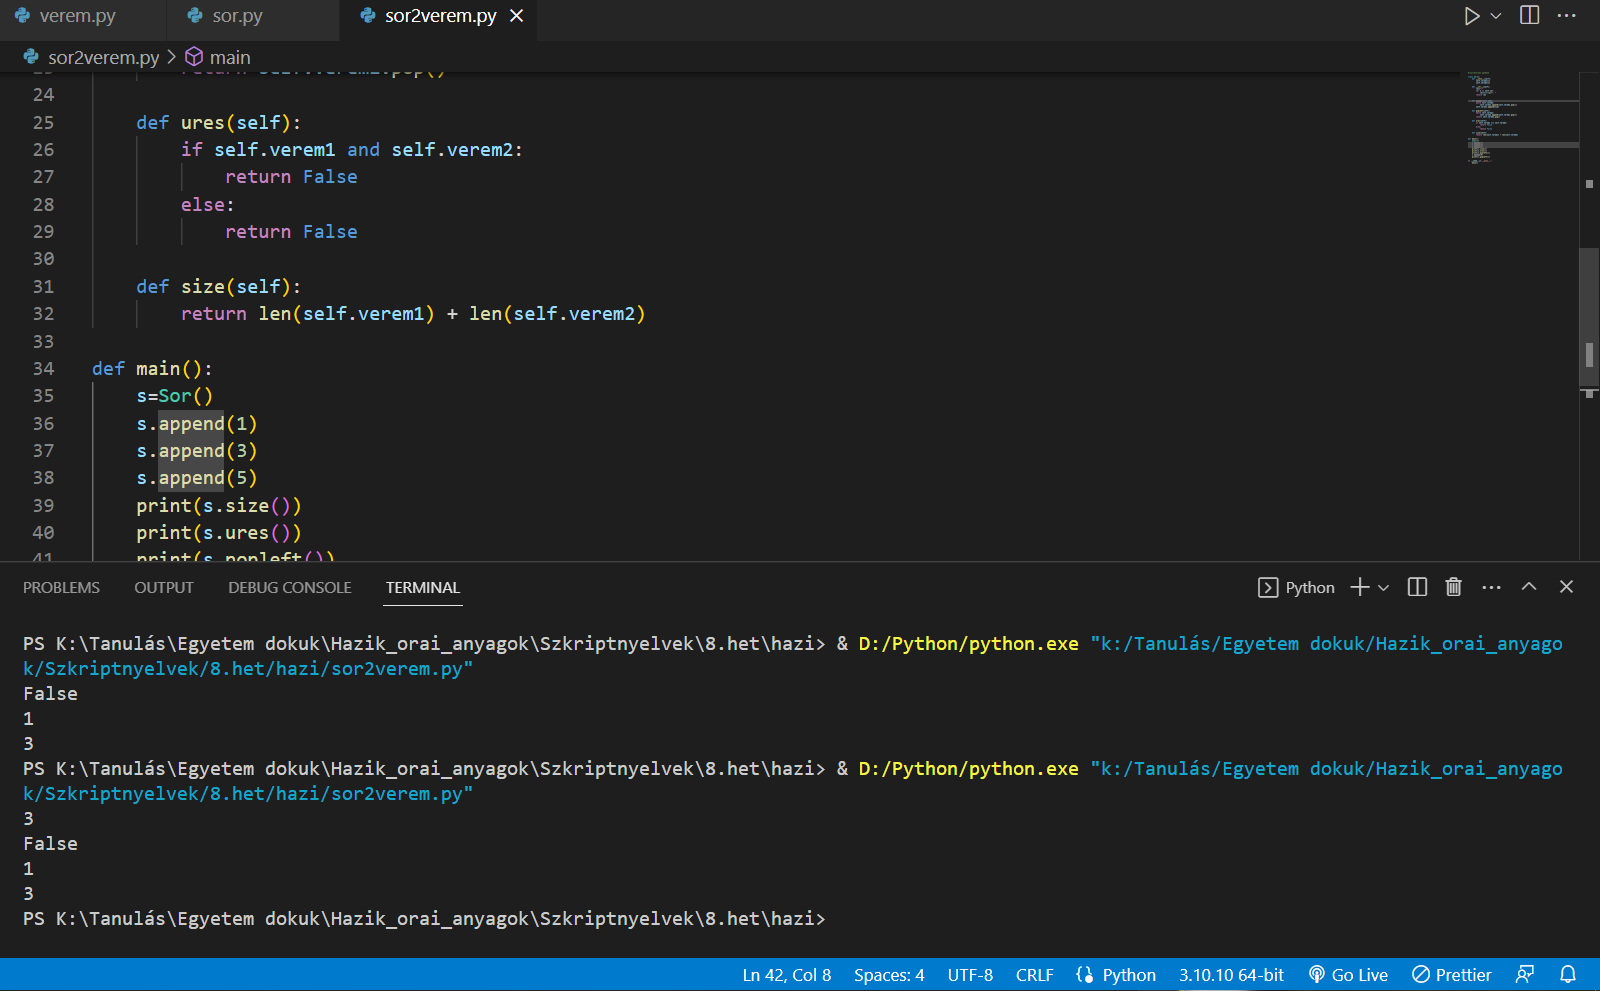 verem.py sor.py sor2verem.py
sor2verem.py > main
24
25 def ures(self):
26 if self.verem1 and self.verem2:
27 return False
28 else:
29 return False
30
31 def size(self):
32 return len(self.verem1) + len(self.verem2)
33
34 def main():
35 s=Sor()
36 s.append(1)
37 s.append(3)
38 s.append(5)
39 print(s.size())
40 print(s.ures())
41 print(s.popleft())
PROBLEMS OUTPUT DEBUG CONSOLE TERMINAL Python
PS K:\Tanulás\Egyetem dokuk\Hazik_orai_anyagok\Szkriptnyelvek\8.het\hazi> & D:/Python/python.exe "k:/Tanulás/Egyetem dokuk/Hazik_orai_anyago
k/Szkriptnyelvek/8.het/hazi/sor2verem.py"
False
1
3
PS K:\Tanulás\Egyetem dokuk\Hazik_orai_anyagok\Szkriptnyelvek\8.het\hazi> & D:/Python/python.exe "k:/Tanulás/Egyetem dokuk/Hazik_orai_anyago
k/Szkriptnyelvek/8.het/hazi/sor2verem.py"
3
False
1
3
PS K:\Tanulás\Egyetem dokuk\Hazik_orai_anyagok\Szkriptnyelvek\8.het\hazi>
Ln 42, Col 8 Spaces: 4 UTF-8 CRLF Python 3.10.10 64-bit Go Live Prettier